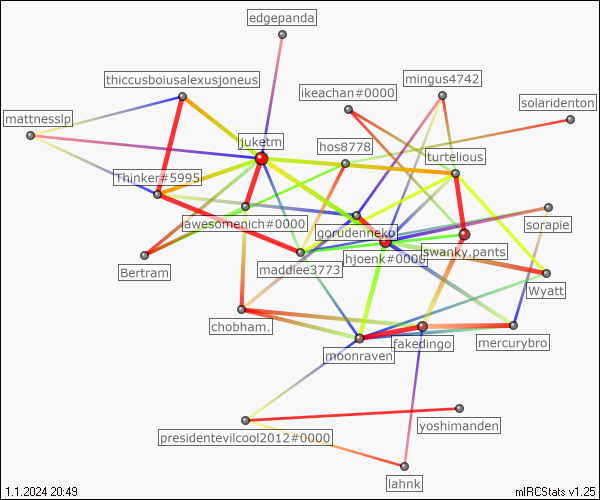 edgepanda
thiccusboiusalexusjoneus
mingus4742
ikeachan#0000
solaridenton
mattnesslp
juketm
hos8778
turtelious
Thinker#5995
awesomenich#0000
gorudenneko
sorapie
swanky.pants
hjoenk#0000
maddiee3773
Bertram
Wyatt
chobham.
fakedingo
mercurybro
moonraven
presidentevilcool2012#0000
yoshimanden
lahnk
1.1.2024 20:49
mIRCStats v1.25